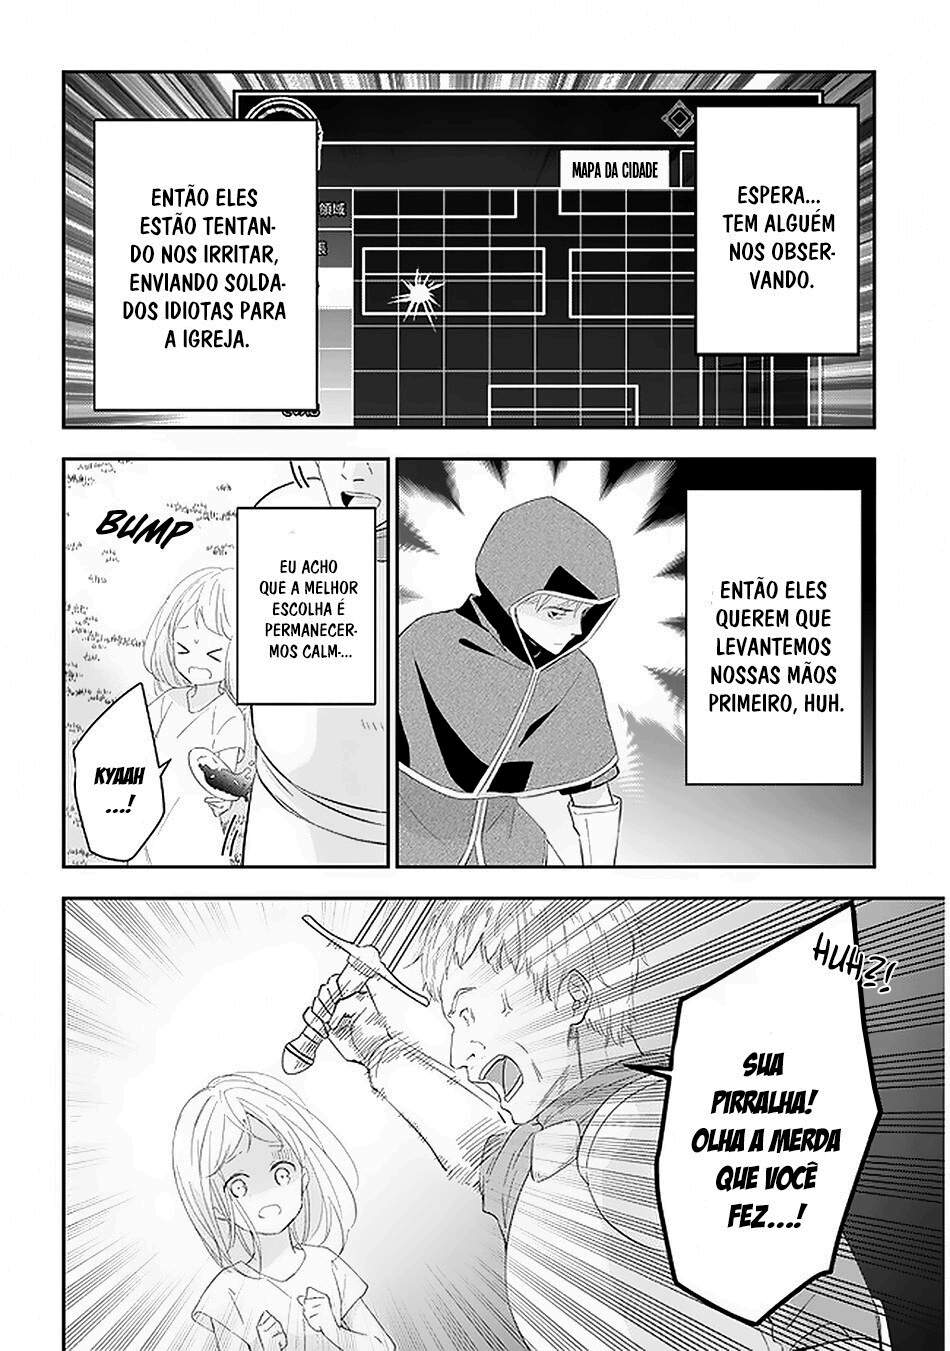 ESPERA...
TEM ALGUÉM
NOS OBSER-
VANDO.
MAPA DA CIDADE
領域
ENTÃO ELES
ESTÃO TENTAN-
DO NOS IRRITAR,
ENVIANDO SOLDA-
DOS IDIOTAS PARA
A IGREJA.
ENTÃO ELES
QUEREM QUE
LEVANTEMOS
NOSSAS MÃOS
PRIMEIRO, HUH.
EU ACHO
QUE A MELHOR
ESCOLHA É
PERMANECER-
MOS CALM-...
BUMP
KYAAH
...!
HUH?!
SUA
PIRRALHA!
OLHA A MERDA
QUE VOCÊ
FEZ...!